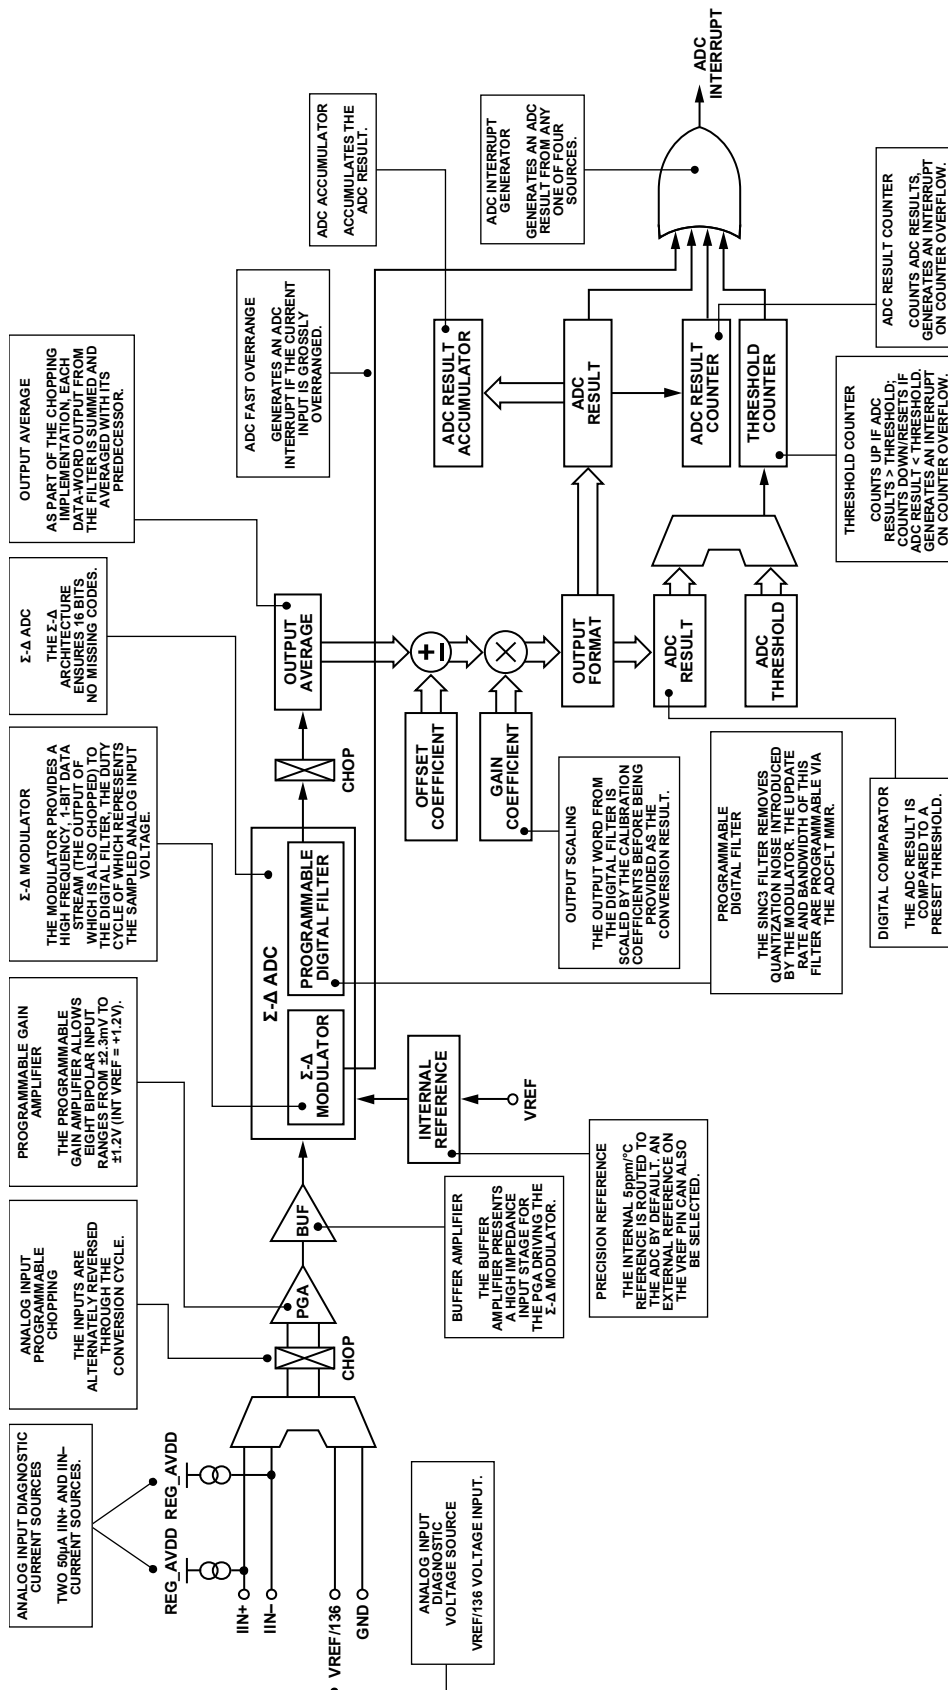 ANALOG INPUT DIAGNOSTIC
CURRENT SOURCES
TWO 50µA IIN+ AND IIN–
CURRENT SOURCES.
ANALOG INPUT
PROGRAMMABLE
CHOPPING
THE INPUTS ARE
ALTERNATELY REVERSED
THROUGH THE
CONVERSION CYCLE.
PROGRAMMABLE GAIN
AMPLIFIER
THE PROGRAMMABLE
GAIN AMPLIFIER ALLOWS
EIGHT BIPOLAR INPUT
RANGES FROM ±2.3mV TO
±1.2V (INT VREF = +1.2V).
Σ-Δ MODULATOR
THE MODULATOR PROVIDES A
HIGH FREQUENCY, 1-BIT DATA
STREAM (THE OUTPUT OF
WHICH IS ALSO CHOPPED) TO
THE DIGITAL FILTER, THE DUTY
CYCLE OF WHICH REPRESENTS
THE SAMPLED ANALOG INPUT
VOLTAGE.
Σ-Δ ADC
THE Σ-Δ
ARCHITECTURE
ENSURES 16 BITS
NO MISSING CODES.
OUTPUT AVERAGE
AS PART OF THE CHOPPING
IMPLEMENTATION, EACH
DATA-WORD OUTPUT FROM
THE FILTER IS SUMMED AND
AVERAGED WITH ITS
PREDECESSOR.
ADC FAST OVERRANGE
GENERATES AN ADC
INTERRUPT IF THE CURRENT
INPUT IS GROSSLY
OVERRANGED.
ADC ACCUMULATOR
ACCUMULATES THE
ADC RESULT.
ADC INTERRUPT
GENERATOR
GENERATES AN ADC
RESULT FROM ANY
ONE OF FOUR
SOURCES.
REG_AVDD
REG_AVDD
IIN+
IIN–
VREF/136
GND
CHOP
PGA
BUF
Σ-Δ ADC
Σ-Δ
MODULATOR
PROGRAMMABLE
DIGITAL FILTER
CHOP
OUTPUT
AVERAGE
INTERNAL
REFERENCE
VREF
OFFSET
COEFFICIENT
GAIN
COEFFICIENT
OUTPUT
FORMAT
ADC
RESULT
ADC
THRESHOLD
ADC RESULT
ACCUMULATOR
ADC
RESULT
ADC RESULT
COUNTER
THRESHOLD
COUNTER
ADC
INTERRUPT
ANALOG INPUT
DIAGNOSTIC
VOLTAGE SOURCE
VREF/136 VOLTAGE INPUT.
BUFFER AMPLIFIER
THE BUFFER
AMPLIFIER PRESENTS
A HIGH IMPEDANCE
INPUT STAGE FOR
THE PGA DRIVING THE
Σ-Δ MODULATOR.
PRECISION REFERENCE
THE INTERNAL 5ppm/°C
REFERENCE IS ROUTED TO
THE ADC BY DEFAULT. AN
EXTERNAL REFERENCE ON
THE VREF PIN CAN ALSO
BE SELECTED.
OUTPUT SCALING
THE OUTPUT WORD FROM
THE DIGITAL FILTER IS
SCALED BY THE CALIBRATION
COEFFICIENTS BEFORE BEING
PROVIDED AS THE
CONVERSION RESULT.
PROGRAMMABLE
DIGITAL FILTER
THE SINC3 FILTER REMOVES
QUANTIZATION NOISE INTRODUCED
BY THE MODULATOR. THE UPDATE
RATE AND BANDWIDTH OF THIS
FILTER ARE PROGRAMMABLE VIA
THE ADCFLT MMR.
DIGITAL COMPARATOR
THE ADC RESULT IS
COMPARED TO A
PRESET THRESHOLD.
THRESHOLD COUNTER
COUNTS UP IF ADC
RESULTS > THRESHOLD;
COUNTS DOWN/RESETS IF
ADC RESULT < THRESHOLD.
GENERATES AN INTERRUPT
ON COUNTER OVERFLOW.
ADC RESULT COUNTER
COUNTS ADC RESULTS,
GENERATES AN INTERRUPT
ON COUNTER OVERFLOW.